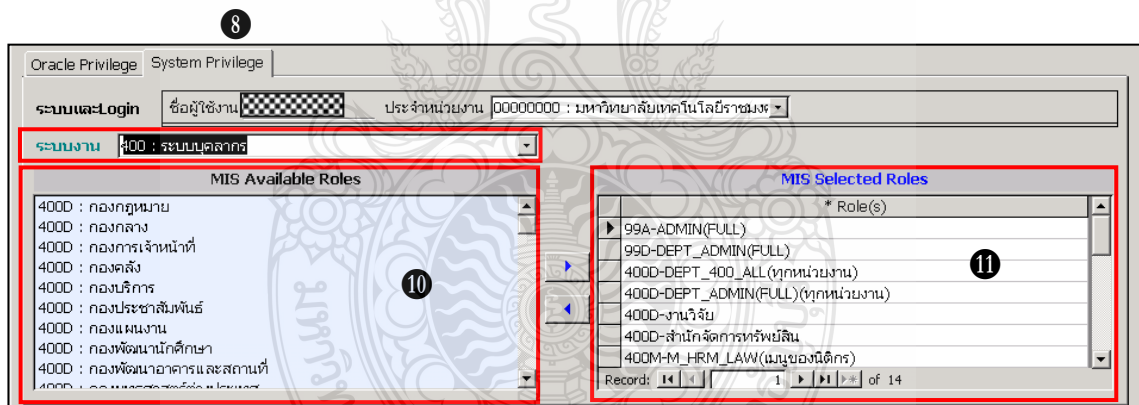 8
Oracle Privilege System Privilege
ระบบและLogin ชื่อผู้ใช้งาน ประจำหน่วยงาน 00000000 : มหาวิทยาลัยเทคโนโลยีราชมง
ระบบงาน 400 : ระบบบุคลากร
MIS Available Roles
400D : กองกฎหมาย
400D : กองกลาง
400D : กองการเจ้าหน้าที่
400D : กองคลัง
400D : กองบริการ
400D : กองประชาสัมพันธ์
400D : กองแผนงาน
400D : กองพัฒนานักศึกษา
400D : กองพัฒนาอาคารและสถานที่
10
MIS Selected Roles
* Role(s)
99A-ADMIN(FULL)
99D-DEPT_ADMIN(FULL)
400D-DEPT_400_ALL(ทุกหน่วยงาน)
400D-DEPT_ADMIN(FULL)(ทุกหน่วยงาน)
400D-งานวิจัย
400D-สำนักจัดการทรัพย์สิน
400M-M_HRM_LAW(เมนูของนิติกร)
11
Record: 1 of 14